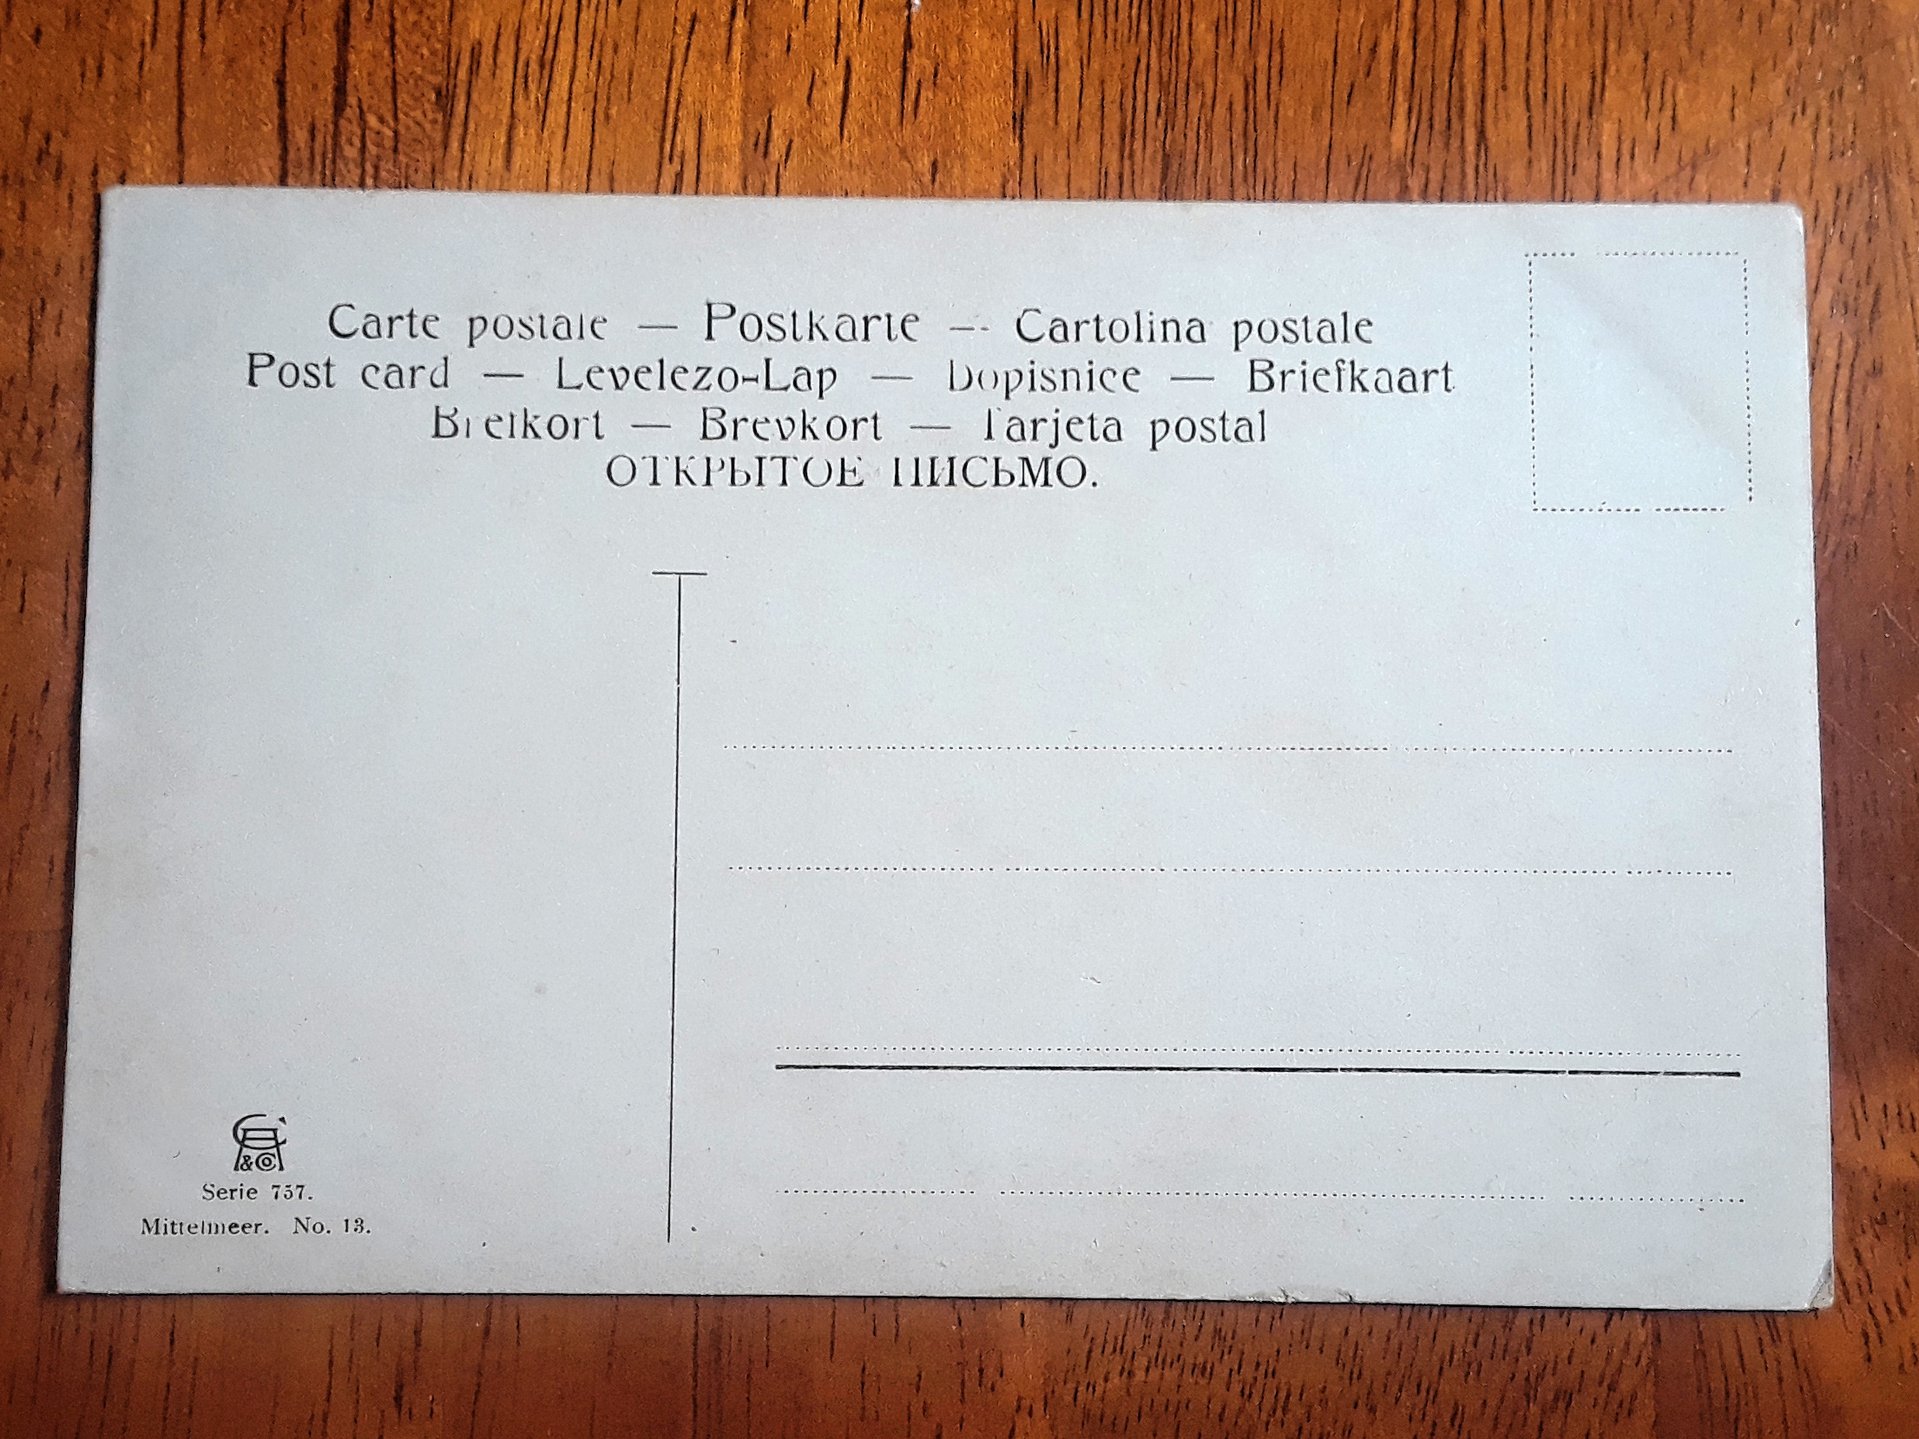 Carte postale — Postkarte — Cartolina postale
Post card — Levelezo-Lap — Dopisnice — Briefkaart
Brefkort — Brevkort — Tarjeta postal
ОТКРЫТОЕ ПИСЬМО.
&Co
Serie 757.
Mittelmeer. No. 13.